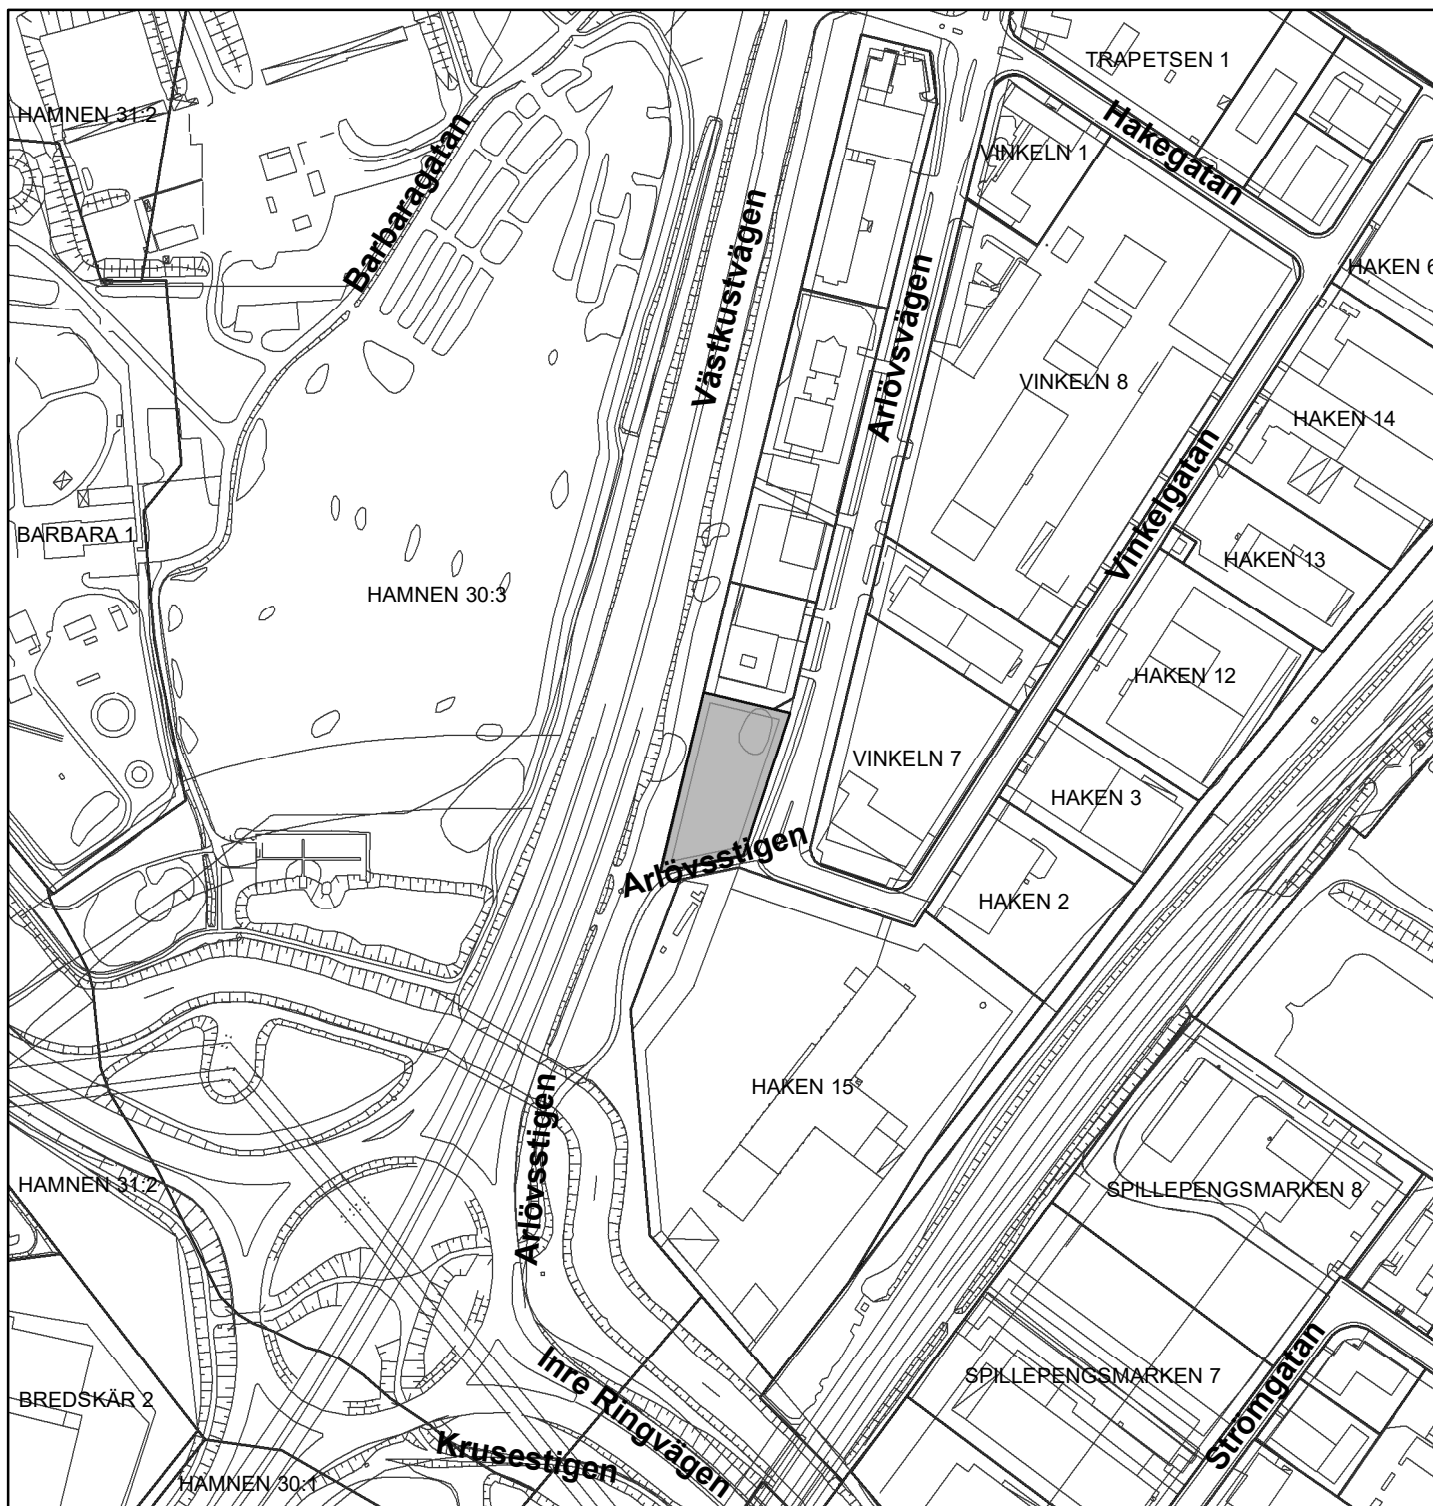 TRAPETSEN 1
HAMNEN 31:2
Hakegatan
VINKELN 1
Barbaragatan
Västkustvägen
Arlövsvägen
HAKEN 6
VINKELN 8
HAKEN 14
Vinkelgatan
BARBARA 1
HAKEN 13
HAMNEN 30:3
HAKEN 12
VINKELN 7
HAKEN 3
Arlövsstigen
HAKEN 2
HAKEN 15
Arlövsstigen
HAMNEN 31:2
SPILLEPENGSMARKEN 8
SPILLEPENGSMARKEN 7
Strömgatan
BREDSKÄR 2
Inre Ringvägen
Krusestigen
HAMNEN 30:1